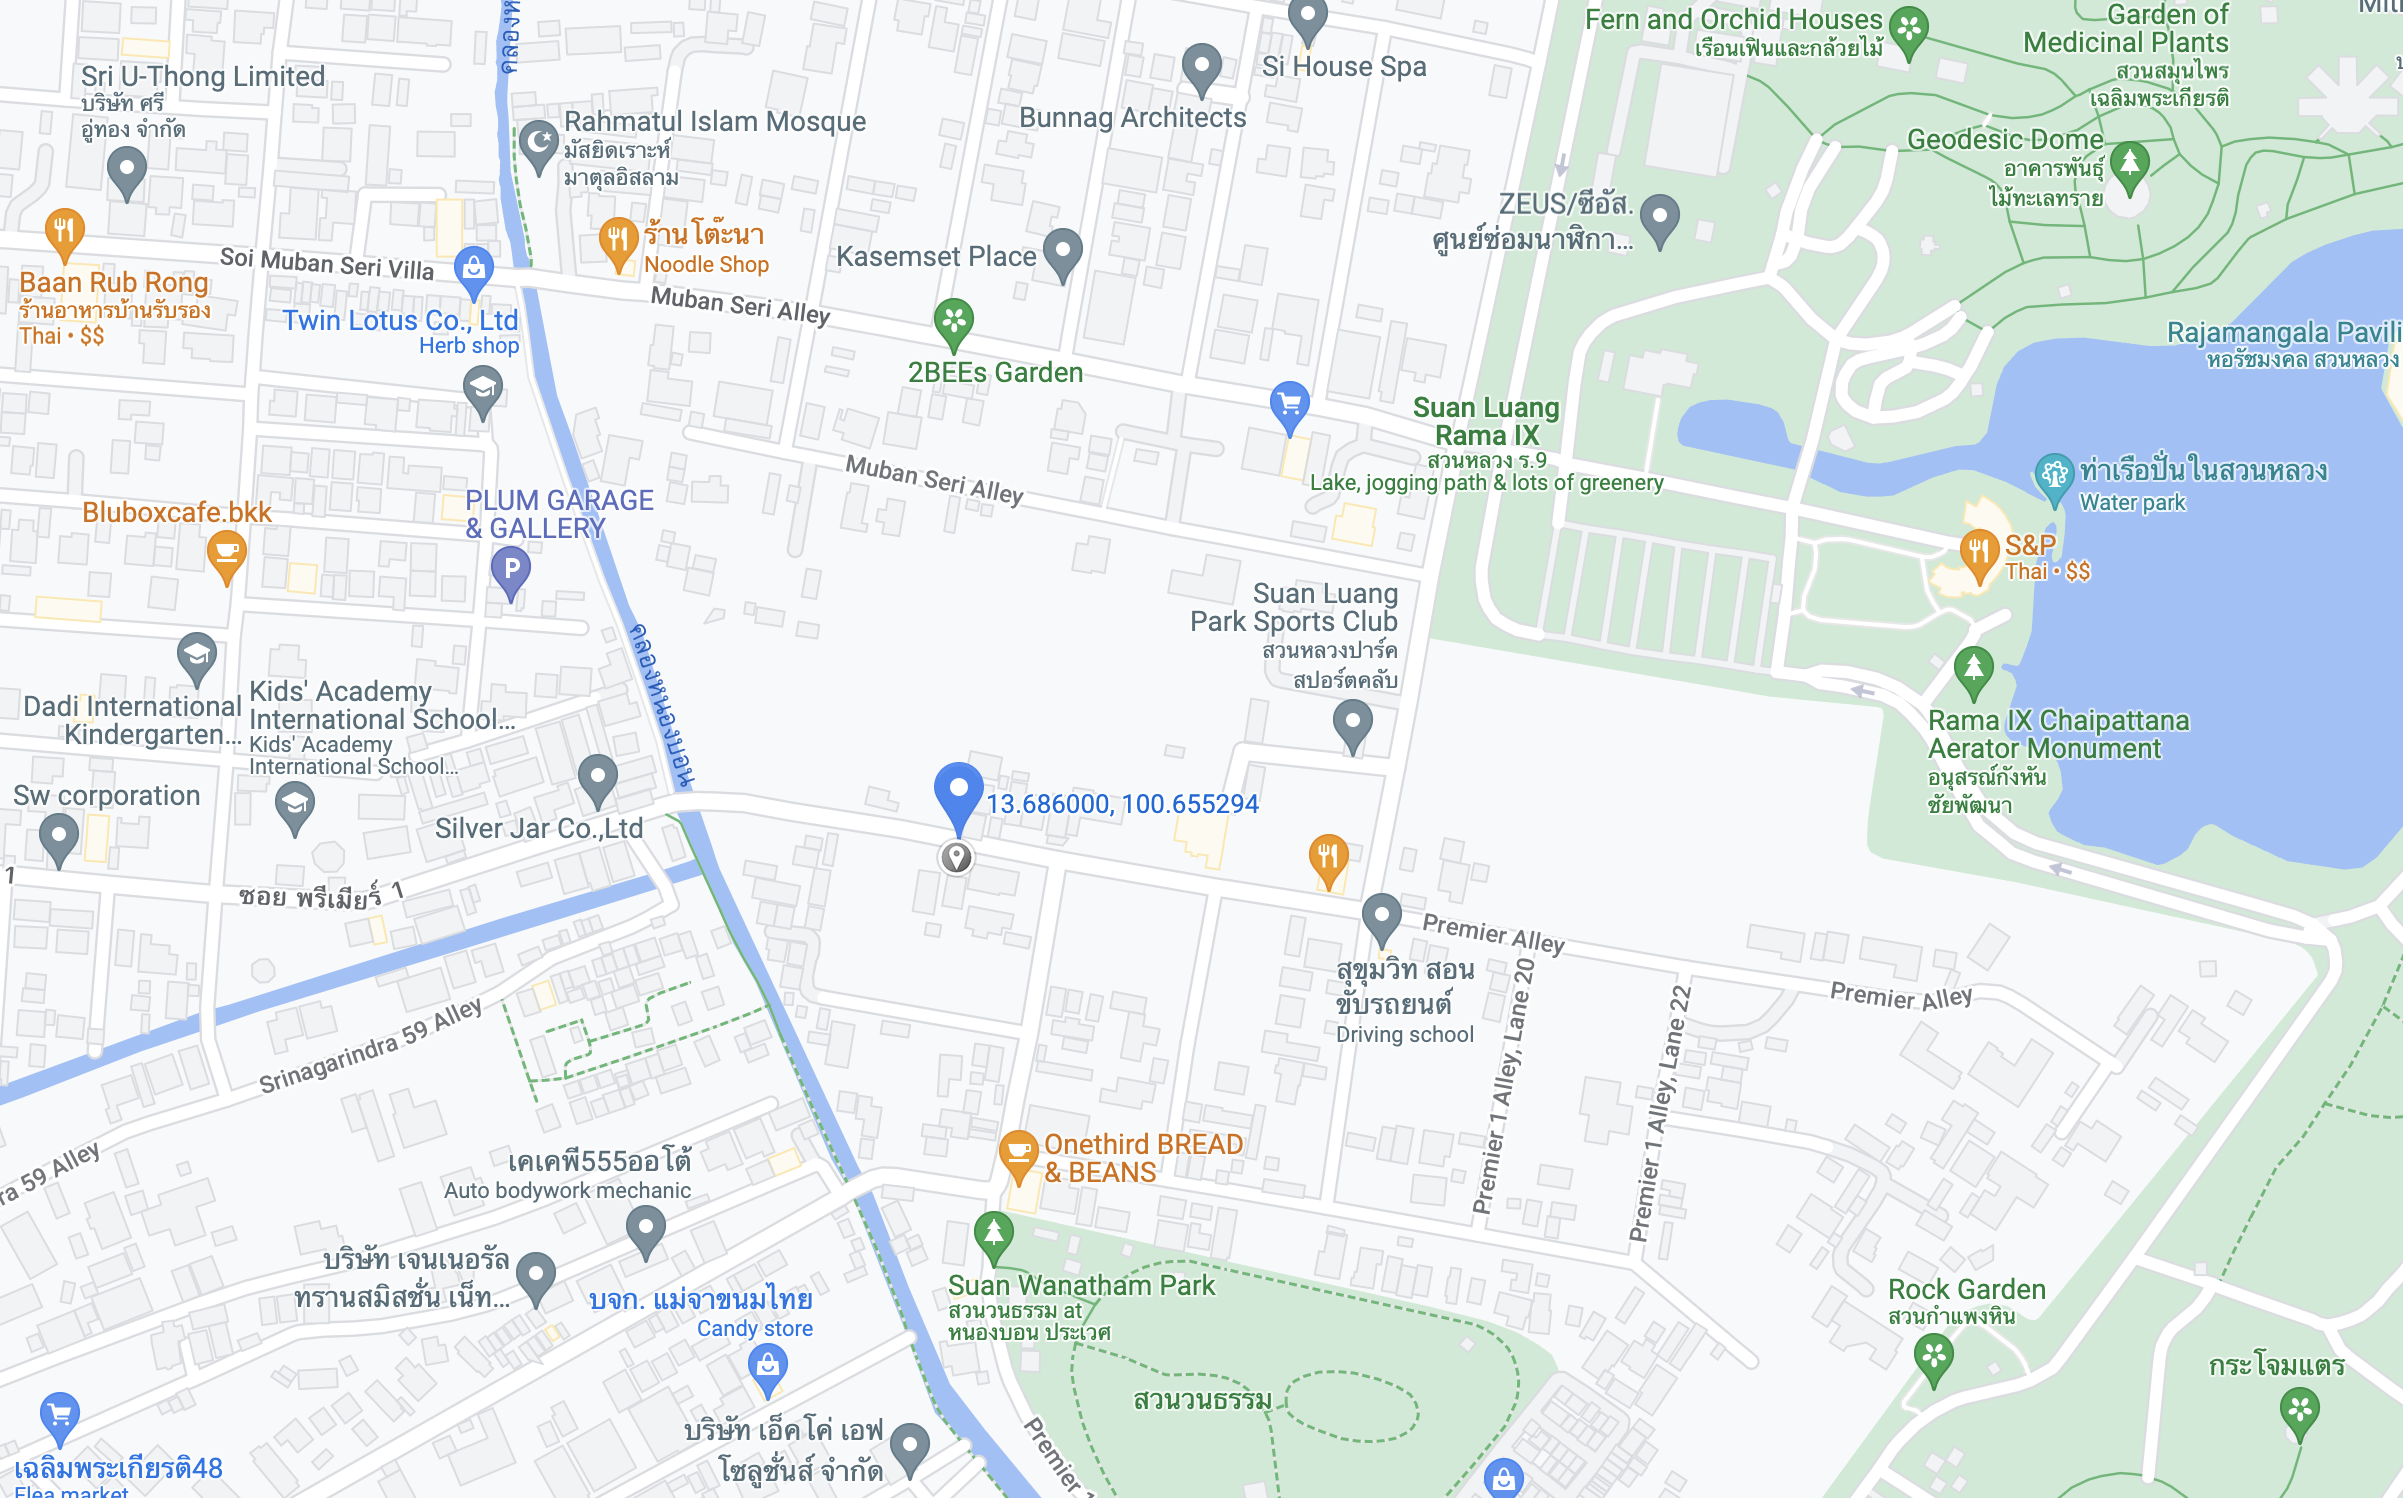 คลองห
Fern and Orchid Houses
เรือนเฟินและกล้วยไม้
Garden of
Medicinal Plants
สวนสมุนไพร
เฉลิมพระเกียรติ
Si House Spa
Bunnag Architects
Sri U-Thong Limited
บริษัท ศรี
อู่ทอง จำกัด
Rahmatul Islam Mosque
มัสยิดเราะห์
มาตุลอิสลาม
Geodesic Dome
อาคารพันธุ์
ไม้ทะเลทราย
ZEUS/ซีอัส.
ศูนย์ซ่อมนาฬิกา...
ร้านโต๊ะนา
Noodle Shop
Kasemset Place
Soi Muban Seri Villa
Baan Rub Rong
ร้านอาหารบ้านรับรอง
Thai • $$
Twin Lotus Co., Ltd
Herb shop
Muban Seri Alley
2BEEs Garden
Rajamangala Pavili
หอรัชมงคล สวนหลวง
Suan Luang
Rama IX
สวนหลวง ร.9
Lake, jogging path & lots of greenery
Muban Seri Alley
ท่าเรือปั่นในสวนหลวง
Water park
PLUM GARAGE
& GALLERY
P
Bluboxcafe.bkk
S&P
Thai • $$
Suan Luang
Park Sports Club
สวนหลวงปาร์ค
สปอร์ตคลับ
คลองหนองบอน
Dadi International
Kindergarten...
Kids' Academy
International School...
Kids' Academy
International School...
Rama IX Chaipattana
Aerator Monument
อนุสรณ์กังหัน
ชัยพัฒนา
Sw corporation
Silver Jar Co.,Ltd
13.686000, 100.655294
1
ซอย พรีเมียร์ 1
Premier Alley
สุขุมวิท สอน
ขับรถยนต์
Driving school
Premier Alley
Premier 1 Alley, Lane 20
Premier 1 Alley, Lane 22
Srinagarindra 59 Alley
ra 59 Alley
เคเคพี555ออโต้
Auto bodywork mechanic
Onethird BREAD
& BEANS
บริษัท เจนเนอรัล
ทรานสมิสชั่น เน็ท...
บจก. แม่จาขนมไทย
Candy store
Suan Wanatham Park
สวนวนธรรม at
หนองบอน ประเวศ
Rock Garden
สวนกำแพงหิน
กระโจมแตร
สวนวนธรรม
บริษัท เอ็คโค่ เอฟ
โซลูชั่นส์ จำกัด
Premier 1
เฉลิมพระเกียรติ48
Flea market